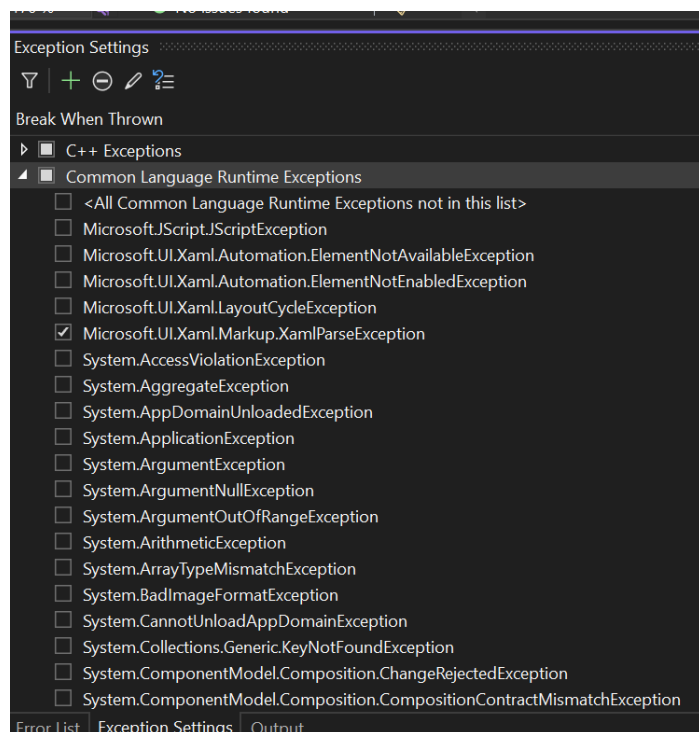 No issues found
Exception Settings
Break When Thrown
C++ Exceptions
Common Language Runtime Exceptions
<All Common Language Runtime Exceptions not in this list>
Microsoft.JScript.JScriptException
Microsoft.UI.Xaml.Automation.ElementNotAvailableException
Microsoft.UI.Xaml.Automation.ElementNotEnabledException
Microsoft.UI.Xaml.LayoutCycleException
Microsoft.UI.Xaml.Markup.XamlParseException
System.AccessViolationException
System.AggregateException
System.AppDomainUnloadedException
System.ApplicationException
System.ArgumentException
System.ArgumentNullException
System.ArgumentOutOfRangeException
System.ArithmeticException
System.ArrayTypeMismatchException
System.BadImageFormatException
System.CannotUnloadAppDomainException
System.Collections.Generic.KeyNotFoundException
System.ComponentModel.Composition.ChangeRejectedException
System.ComponentModel.Composition.CompositionContractMismatchException
Error List Exception Settings Output